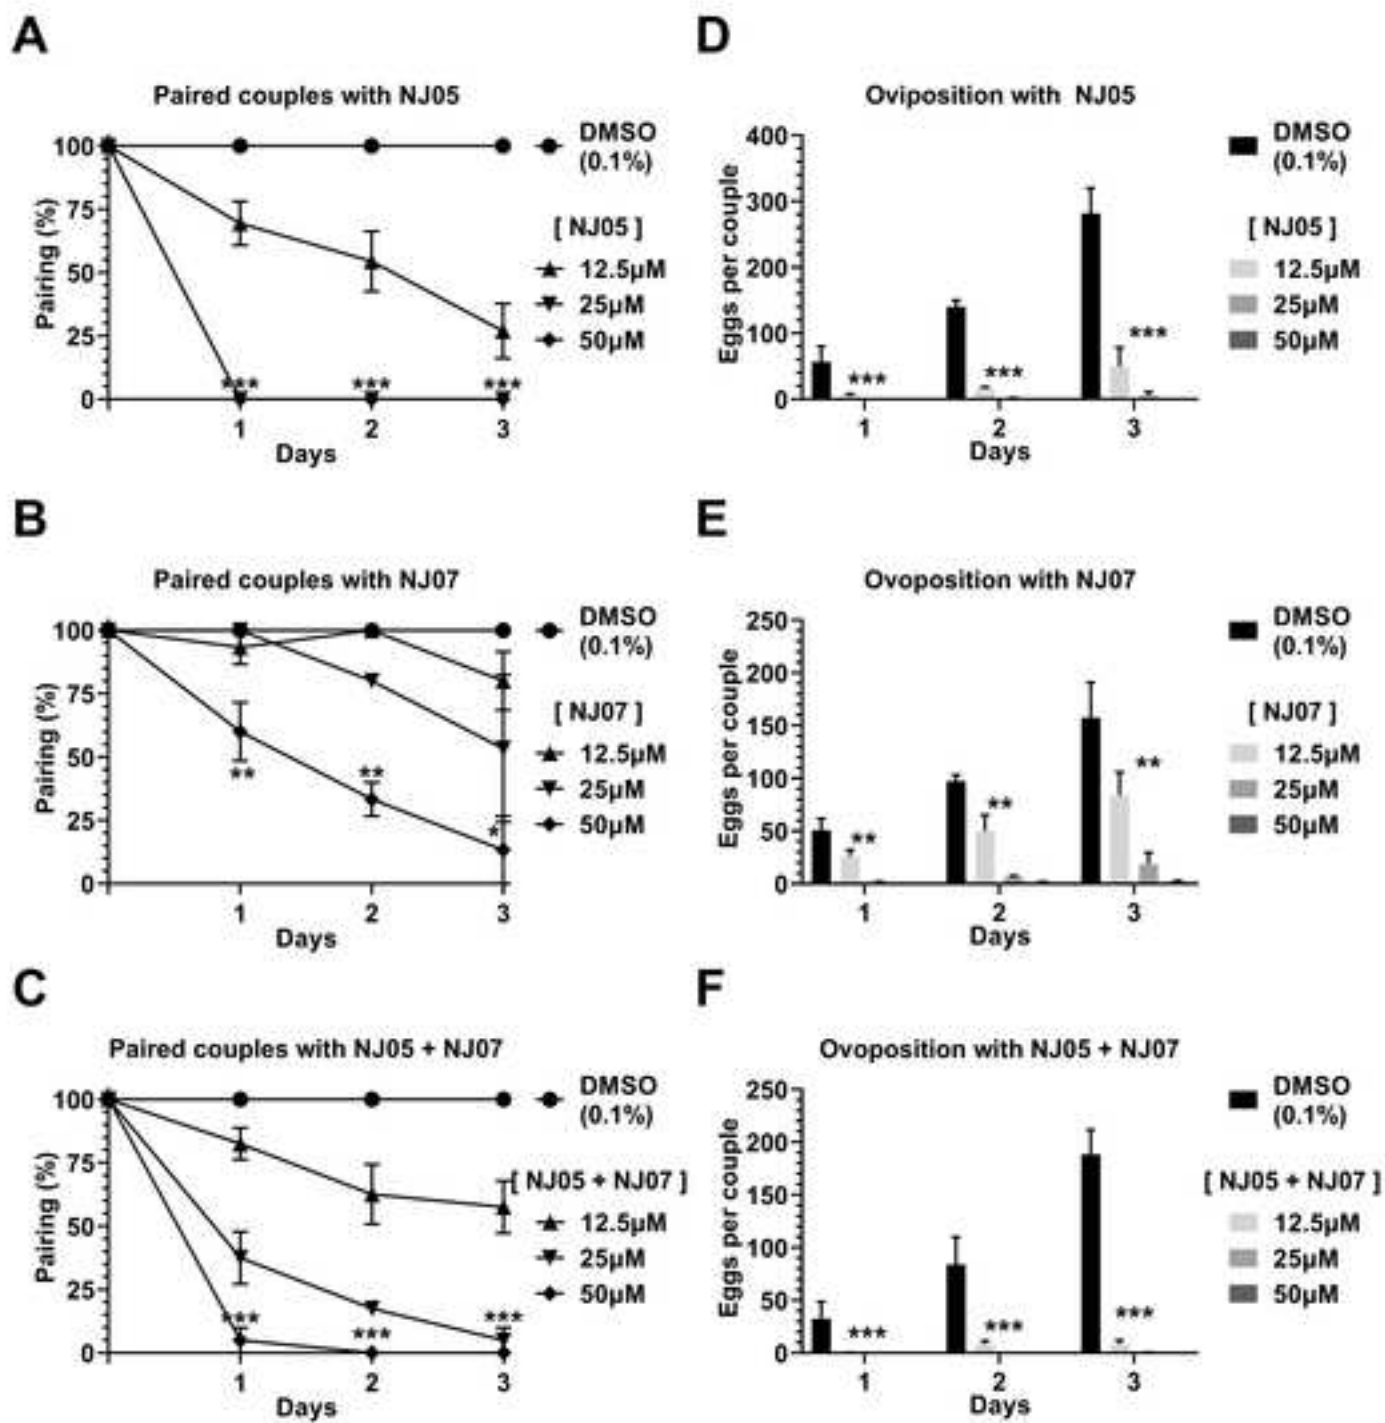 A
Paired couples with NJ05
Pairing (%)
100
75
50
25
0
*** *** ***
1 2 3
Days
DMSO
(0.1%)
[ NJ05 ]
12.5µM
25µM
50µM
D
Oviposition with NJ05
Eggs per couple
400
300
200
100
0
*** *** ***
1 2 3
Days
DMSO
(0.1%)
[ NJ05 ]
12.5µM
25µM
50µM
B
Paired couples with NJ07
Pairing (%)
100
75
50
25
0
** ** *
1 2 3
Days
DMSO
(0.1%)
[ NJ07 ]
12.5µM
25µM
50µM
E
Ovoposition with NJ07
Eggs per couple
250
200
150
100
50
0
** ** **
1 2 3
Days
DMSO
(0.1%)
[ NJ07 ]
12.5µM
25µM
50µM
C
Paired couples with NJ05 + NJ07
Pairing (%)
100
75
50
25
0
*** *** ***
1 2 3
Days
DMSO
(0.1%)
[ NJ05 + NJ07 ]
12.5µM
25µM
50µM
F
Ovoposition with NJ05 + NJ07
Eggs per couple
250
200
150
100
50
0
*** *** ***
1 2 3
Days
DMSO
(0.1%)
[ NJ05 + NJ07 ]
12.5µM
25µM
50µM